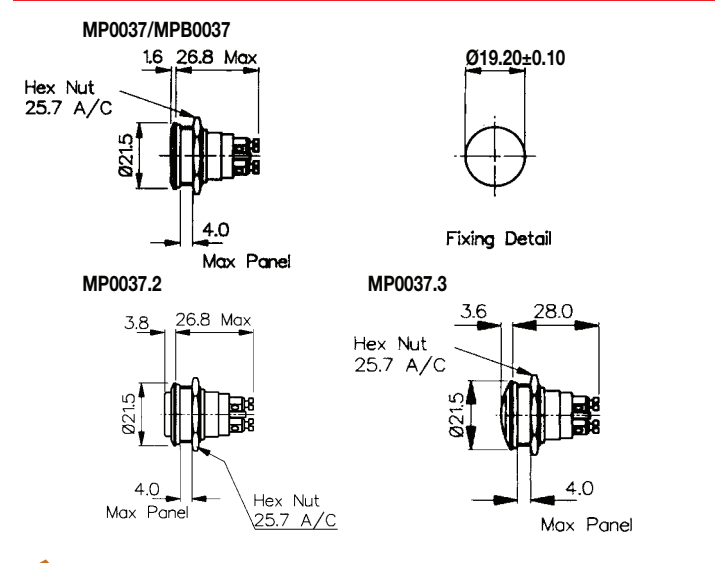 MP0037/MPB0037
1.6 26.8 Max
Hex Nut
25.7 A/C
Ø21.5
4.0
Max Panel
Ø19.20±0.10
Fixing Detail
MP0037.2
3.8 26.8 Max
Ø21.5
4.0
Max Panel
Hex Nut
25.7 A/C
MP0037.3
3.6 28.0
Hex Nut
25.7 A/C
Ø21.5
4.0
Max Panel